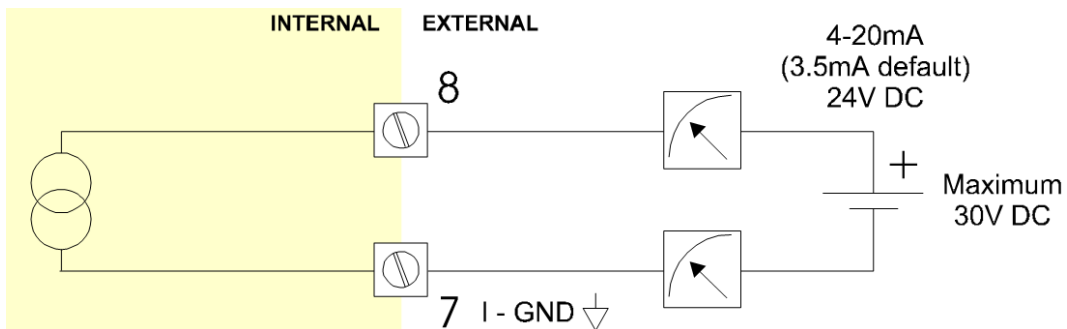 INTERNAL EXTERNAL
8
4-20mA
(3.5mA default)
24V DC
+
Maximum
30V DC
7 I - GND